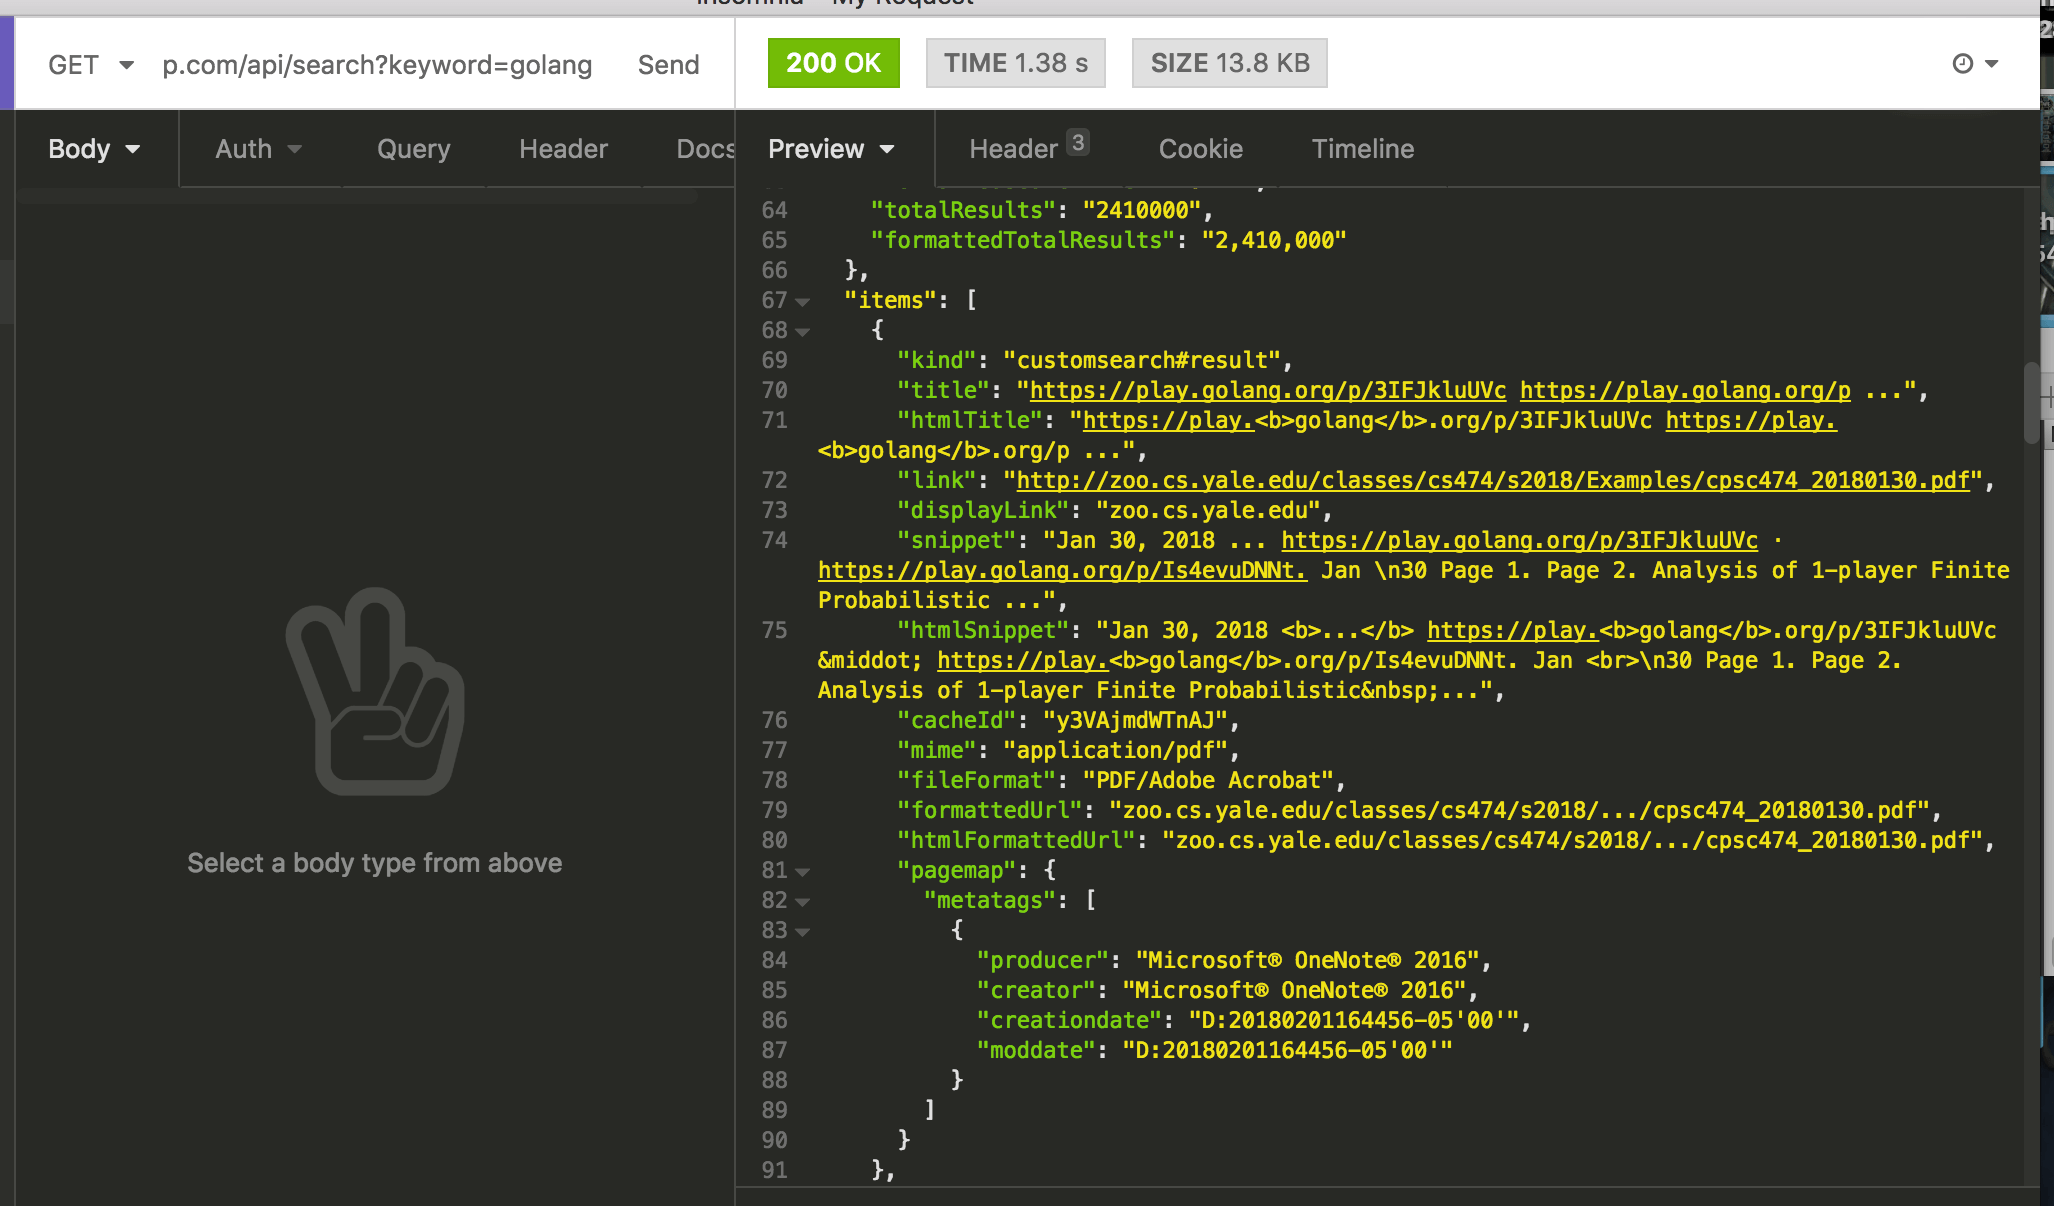 Insomnia – My Request
GET p.com/api/search?keyword=golang Send
200 OK TIME 1.38 s SIZE 13.8 KB
Body Auth Query Header Docs
Preview Header 3 Cookie Timeline
64 "totalResults": "2410000",
65 "formattedTotalResults": "2,410,000"
66 },
67 "items": [
68 {
69 "kind": "customsearch#result",
70 "title": "https://play.golang.org/p/3IFJkluUVc https://play.golang.org/p ...",
71 "htmlTitle": "https://play.<b>golang</b>.org/p/3IFJkluUVc https://play.
<b>golang</b>.org/p ...",
72 "link": "http://zoo.cs.yale.edu/classes/cs474/s2018/Examples/cpsc474_20180130.pdf",
73 "displayLink": "zoo.cs.yale.edu",
74 "snippet": "Jan 30, 2018 ... https://play.golang.org/p/3IFJkluUVc ·
https://play.golang.org/p/Is4evuDNNt. Jan \n30 Page 1. Page 2. Analysis of 1-player Finite
Probabilistic ...",
75 "htmlSnippet": "Jan 30, 2018 <b>...</b> https://play.<b>golang</b>.org/p/3IFJkluUVc
&middot; https://play.<b>golang</b>.org/p/Is4evuDNNt. Jan <br>\n30 Page 1. Page 2.
Analysis of 1-player Finite Probabilistic&nbsp;...",
76 "cacheId": "y3VAjmdWTnAJ",
77 "mime": "application/pdf",
78 "fileFormat": "PDF/Adobe Acrobat",
79 "formattedUrl": "zoo.cs.yale.edu/classes/cs474/s2018/.../cpsc474_20180130.pdf",
80 "htmlFormattedUrl": "zoo.cs.yale.edu/classes/cs474/s2018/.../cpsc474_20180130.pdf",
81 "pagemap": {
82 "metatags": [
83 {
84 "producer": "Microsoft® OneNote® 2016",
85 "creator": "Microsoft® OneNote® 2016",
86 "creationdate": "D:20180201164456-05'00'",
87 "moddate": "D:20180201164456-05'00'"
88 }
89 ]
90 }
91 },
Select a body type from above